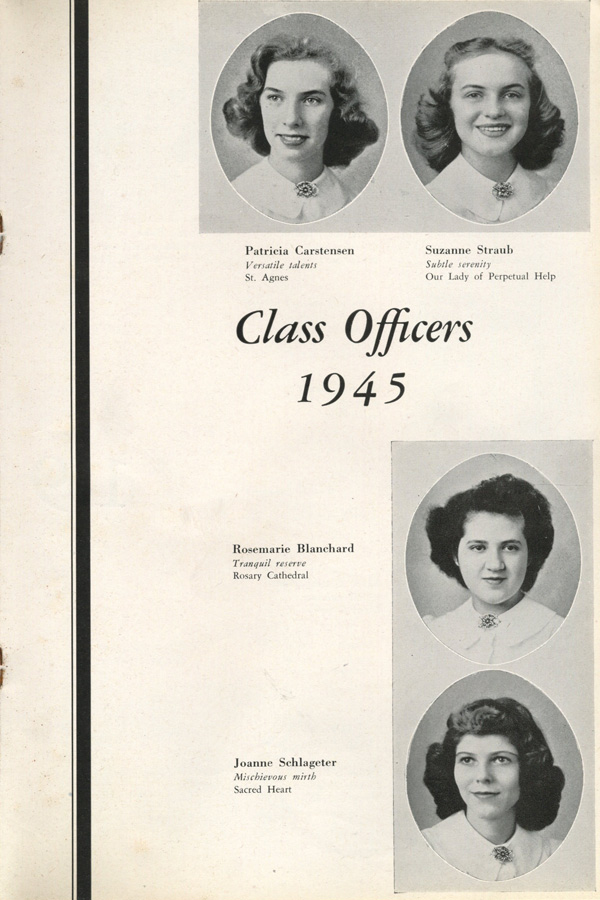 Patricia Carstensen
Versatile talents
St. Agnes
Suzanne Straub
Subtle serenity
Our Lady of Perpetual Help
Class Officers
1945
Rosemarie Blanchard
Tranquil reserve
Rosary Cathedral
Joanne Schlageter
Mischievous mirth
Sacred Heart